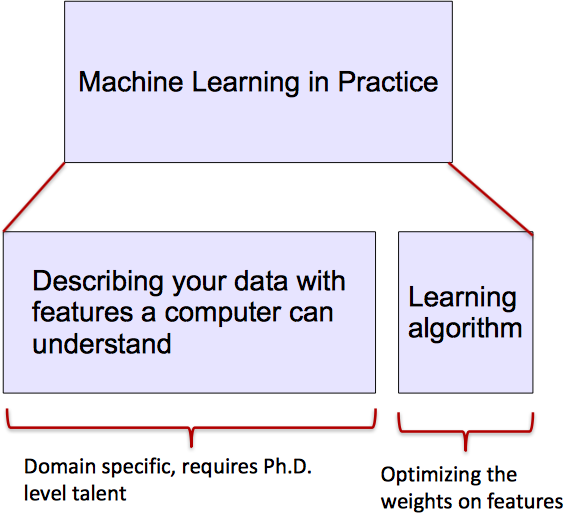 Machine Learning in Practice
Describing your data with
features a computer can
understand
Learning
algorithm
Domain specific, requires Ph.D.
level talent
Optimizing the
weights on features